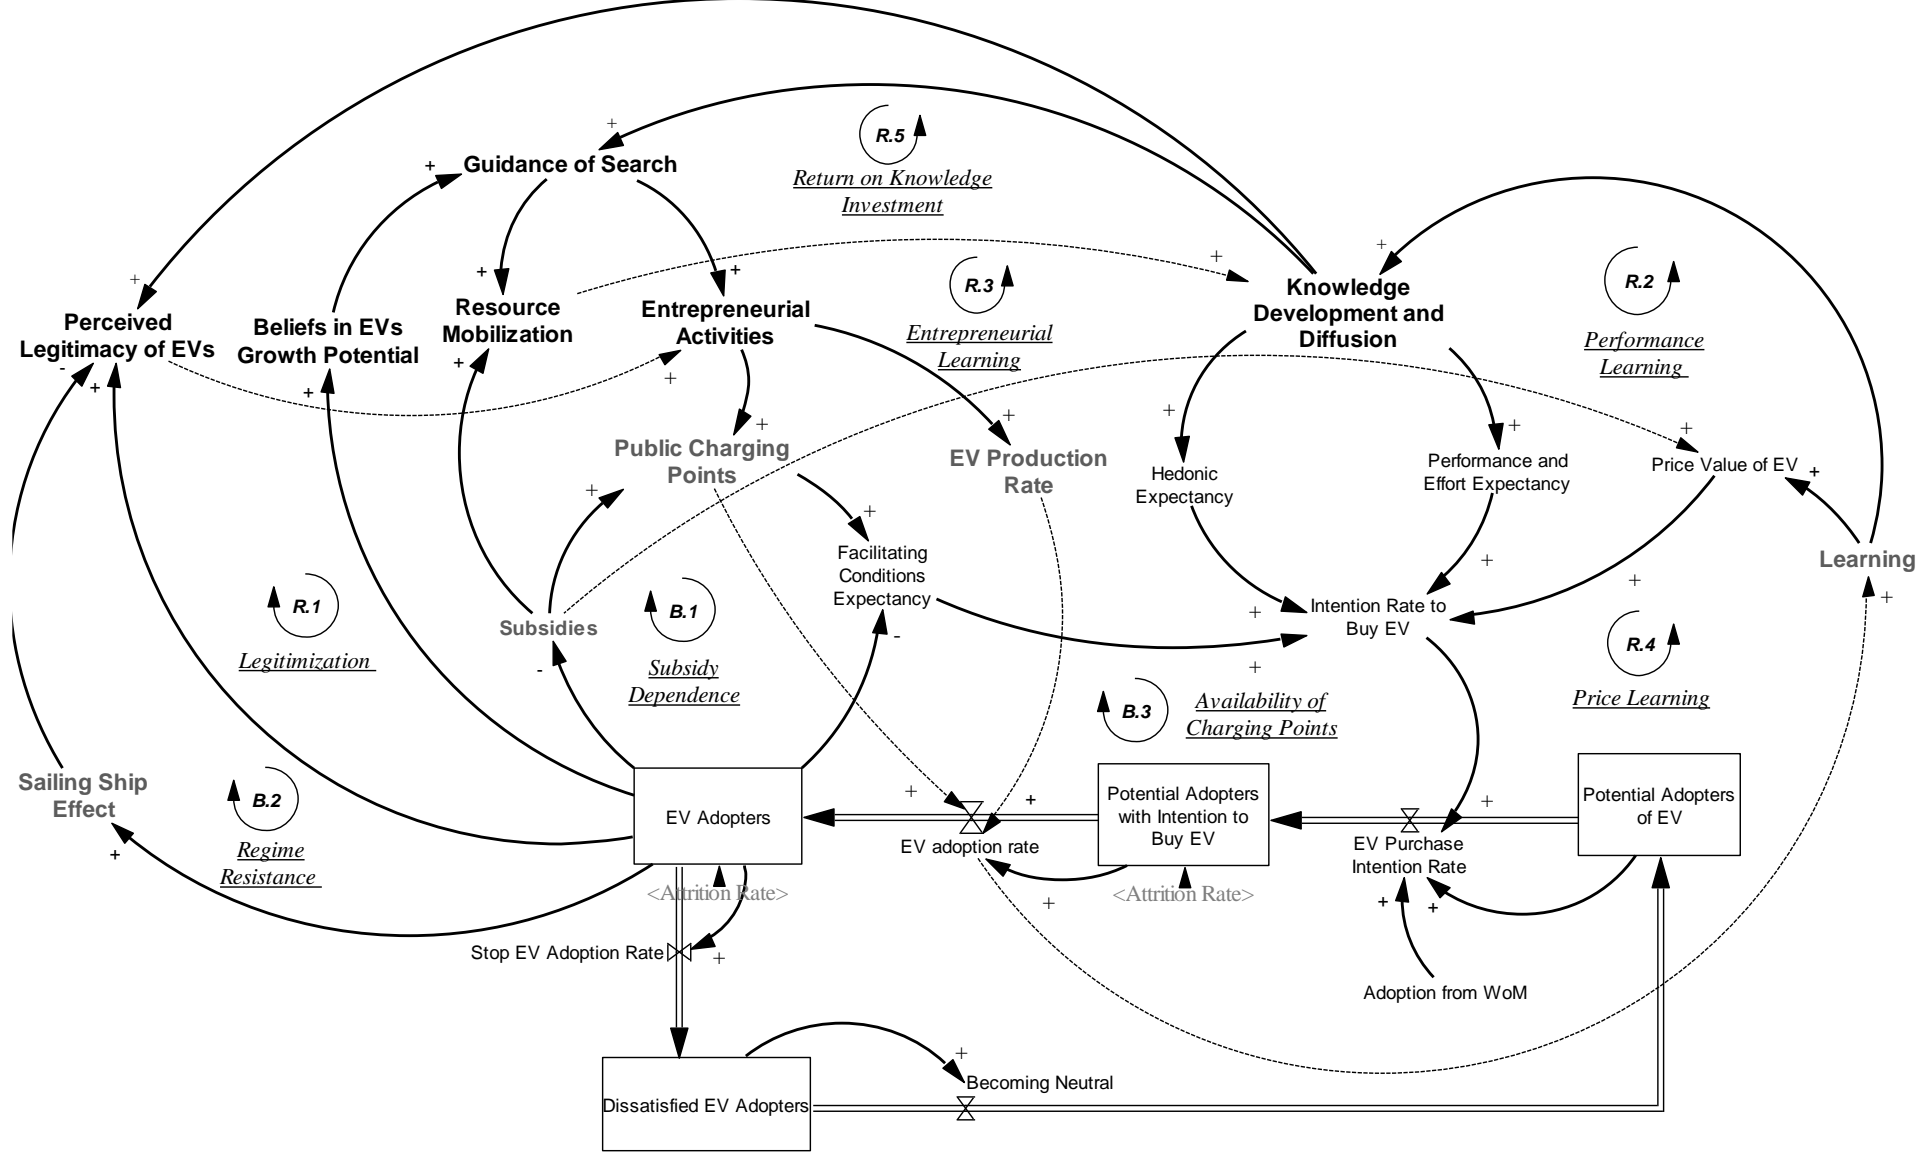 R.5
Return on Knowledge
Investment
Guidance of Search
+
+
+
+
+
+
+
+
Perceived
Legitimacy of EVs
Beliefs in EVs
Growth Potential
Resource
Mobilization
Entrepreneurial
Activities
R.3
Entrepreneurial
Learning
Knowledge
Development and
Diffusion
R.2
Performance
Learning
-
+
+
+
+
+
+
+
+
+
Public Charging
Points
EV Production
Rate
Hedonic
Expectancy
Performance and
Effort Expectancy
Price Value of EV
+
+
+
Facilitating
Conditions
Expectancy
Learning
+
+
+
R.1
Legitimization
Subsidies
-
B.1
Subsidy
Dependence
-
+
+
Intention Rate to
Buy EV
R.4
Price Learning
B.3
Availability of
Charging Points
Sailing Ship
Effect
+
B.2
Regime
Resistance
EV Adopters
<Attrition Rate>
+
+
EV adoption rate
+
Potential Adopters
with Intention to
Buy EV
<Attrition Rate>
+
EV Purchase
Intention Rate
+
+
Potential Adopters
of EV
Stop EV Adoption Rate
+
Adoption from WoM
+
Becoming Neutral
Dissatisfied EV Adopters